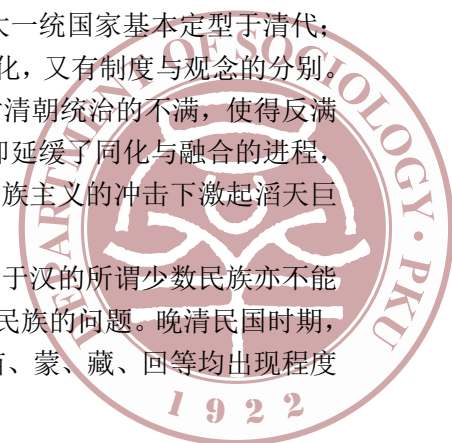 大一统国家基本定型于清代；
化，又有制度与观念的分别。
清朝统治的不满，使得反满
却延缓了同化与融合的进程，
族主义的冲击下激起滔天巨
于汉的所谓少数民族亦不能
民族的问题。晚清民国时期，
蒙、藏、回等均出现程度
DEPARTMENT OF SOCIOLOGY · PKU
1922